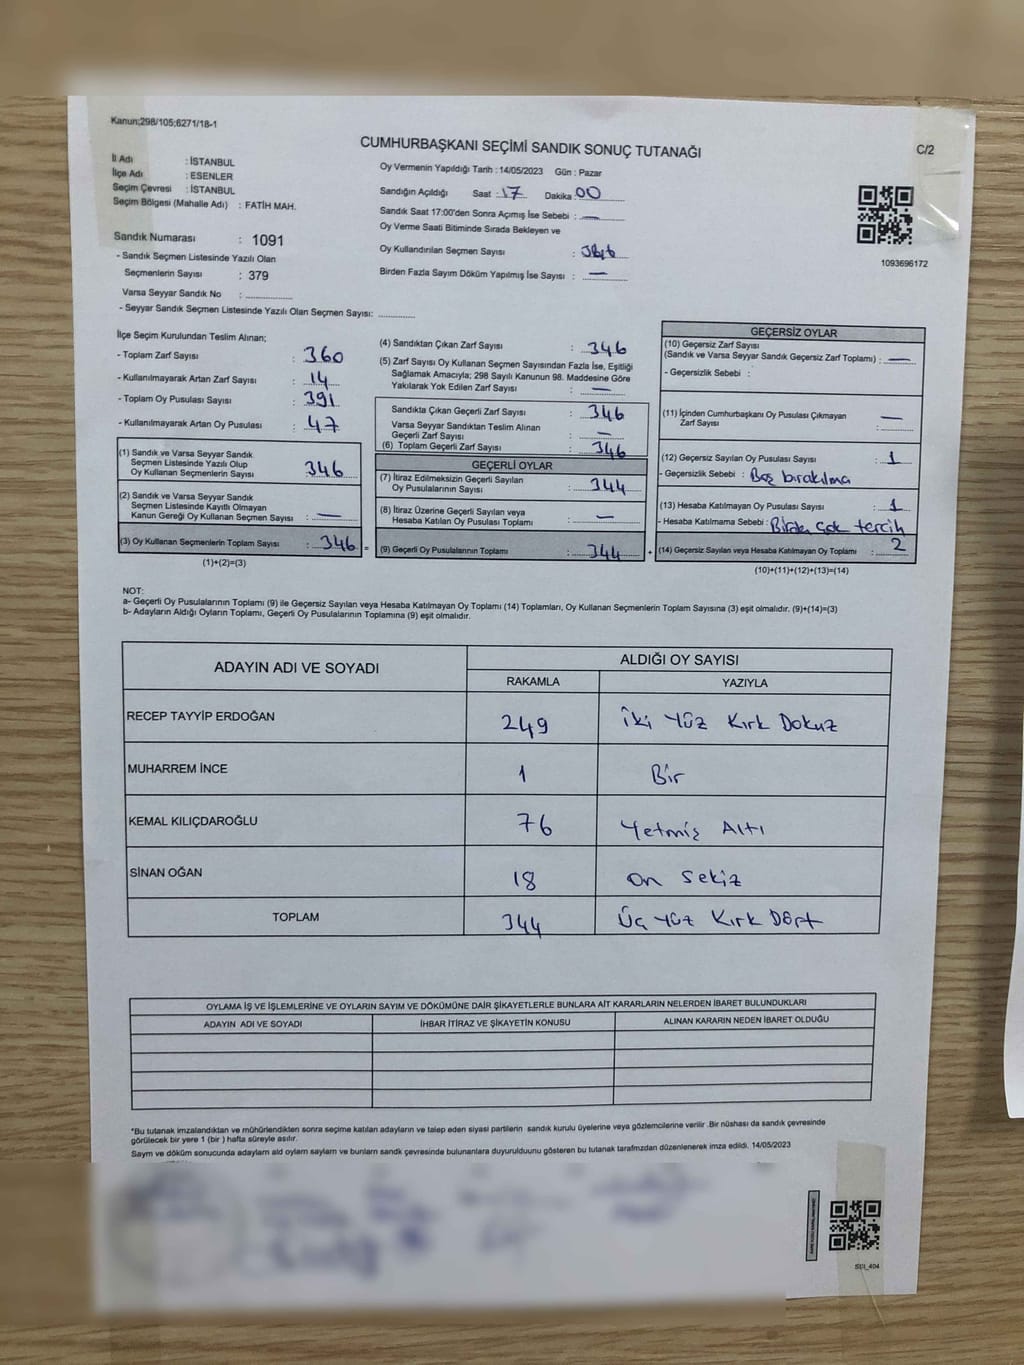 Kanun;298/105;6271/18-1
CUMHURBAŞKANI SEÇİMİ SANDIK SONUÇ TUTANAĞI
C/2
İl Adı : İSTANBUL
İlçe Adı : ESENLER
Seçim Çevresi : İSTANBUL
Seçim Bölgesi (Mahalle Adı) : FATİH MAH.
Sandık Numarası : 1091
- Sandık Seçmen Listesinde Yazılı Olan
Seçmenlerin Sayısı : 379
Varsa Seyyar Sandık No : ................
- Seyyar Sandık Seçmen Listesinde Yazılı Olan Seçmen Sayısı: ............
Oy Vermenin Yapıldığı Tarih : 14/05/2023 Gün : Pazar
Sandığın Açıldığı Saat : 17 Dakika : 00
Sandık Saat 17:00'den Sonra Açımış İse Sebebi : —
Oy Verme Saati Bitiminde Sırada Bekleyen ve
Oy Kullandırılan Seçmen Sayısı :
Birden Fazla Sayım Döküm Yapılmış İse Sayısı : —
1093696172
İlçe Seçim Kurulundan Teslim Alınan;
- Toplam Zarf Sayısı : 360
- Kullanılmayarak Artan Zarf Sayısı : 14
- Toplam Oy Pusulası Sayısı : 391
- Kullanılmayarak Artan Oy Pusulası : 47
(1) Sandık ve Varsa Seyyar Sandık
Seçmen Listesinde Yazılı Olup
Oy Kullanan Seçmenlerin Sayısı : 346
(2) Sandık ve Varsa Seyyar Sandık
Seçmen Listesinde Kayıtlı Olmayan
Kanun Gereği Oy Kullanan Seçmen Sayısı : —
(3) Oy Kullanan Seçmenlerin Toplam Sayısı : 346 =
(1)+(2)=(3)
(4) Sandıktan Çıkan Zarf Sayısı : 346
(5) Zarf Sayısı Oy Kullanan Seçmen Sayısından Fazla İse, Eşitliği
Sağlamak Amacıyla; 298 Sayılı Kanunun 98. Maddesine Göre
Yakılarak Yok Edilen Zarf Sayısı : —
Sandıkta Çıkan Geçerli Zarf Sayısı : 346
Varsa Seyyar Sandıktan Teslim Alınan
Geçerli Zarf Sayısı : —
(6) Toplam Geçerli Zarf Sayısı : 346
GEÇERLİ OYLAR
(7) İtiraz Edilmeksizin Geçerli Sayılan
Oy Pusulalarının Sayısı : 344
(8) İtiraz Üzerine Geçerli Sayılan veya
Hesaba Katılan Oy Pusulası Toplamı : —
(9) Geçerli Oy Pusulalarının Toplamı : 344 +
GEÇERSİZ OYLAR
(10) Geçersiz Zarf Sayısı
(Sandık ve Varsa Seyyar Sandık Geçersiz Zarf Toplamı) : —
- Geçersizlik Sebebi :
(11) İçinden Cumhurbaşkanı Oy Pusulası Çıkmayan
Zarf Sayısı : —
(12) Geçersiz Sayılan Oy Pusulası Sayısı : 1
- Geçersizlik Sebebi : Boş bırakılma
(13) Hesaba Katılmayan Oy Pusulası Sayısı : 1
- Hesaba Katılmama Sebebi : Birden çok tercih
(14) Geçersiz Sayılan veya Hesaba Katılmayan Oy Toplamı : 2
(10)+(11)+(12)+(13)=(14)
NOT:
a- Geçerli Oy Pusulalarının Toplamı (9) ile Geçersiz Sayılan veya Hesaba Katılmayan Oy Toplamı (14) Toplamları, Oy Kullanan Seçmenlerin Toplam Sayısına (3) eşit olmalıdır. (9)+(14)=(3)
b- Adayların Aldığı Oyların Toplamı, Geçerli Oy Pusulalarının Toplamına (9) eşit olmalıdır.
ADAYIN ADI VE SOYADI ALDIĞI OY SAYISI
RAKAMLA YAZIYLA
RECEP TAYYİP ERDOĞAN 249 İki Yüz Kırk Dokuz
MUHARREM İNCE 1 Bir
KEMAL KILIÇDAROĞLU 76 Yetmiş Altı
SİNAN OĞAN 18 On Sekiz
TOPLAM 344 Üç Yüz Kırk Dört
OYLAMA İŞ VE İŞLEMLERİNE VE OYLARIN SAYIM VE DÖKÜMÜNE DAİR ŞİKAYETLERLE BUNLARA AİT KARARLARIN NELERDEN İBARET BULUNDUKLARI
ADAYIN ADI VE SOYADI İHBAR İTİRAZ VE ŞİKAYETİN KONUSU ALINAN KARARIN NEDEN İBARET OLDUĞU
*Bu tutanak imzalandıktan ve mühürlendikten sonra seçime katılan adayların ve talep eden siyasi partilerin sandık kurulu üyelerine veya gözlemcilerine verilir .Bir nüshası da sandık çevresinde
görülecek bir yere 1 (bir ) hafta süreyle asılır.
Sayım ve döküm sonucunda adaylarn ald oylarn saylarn ve bunlarn sandk çevresinde bulunanlara duyurulduunu gösteren bu tutanak tarafmzdan düzenlenerek imza edildi. 14/05/2023